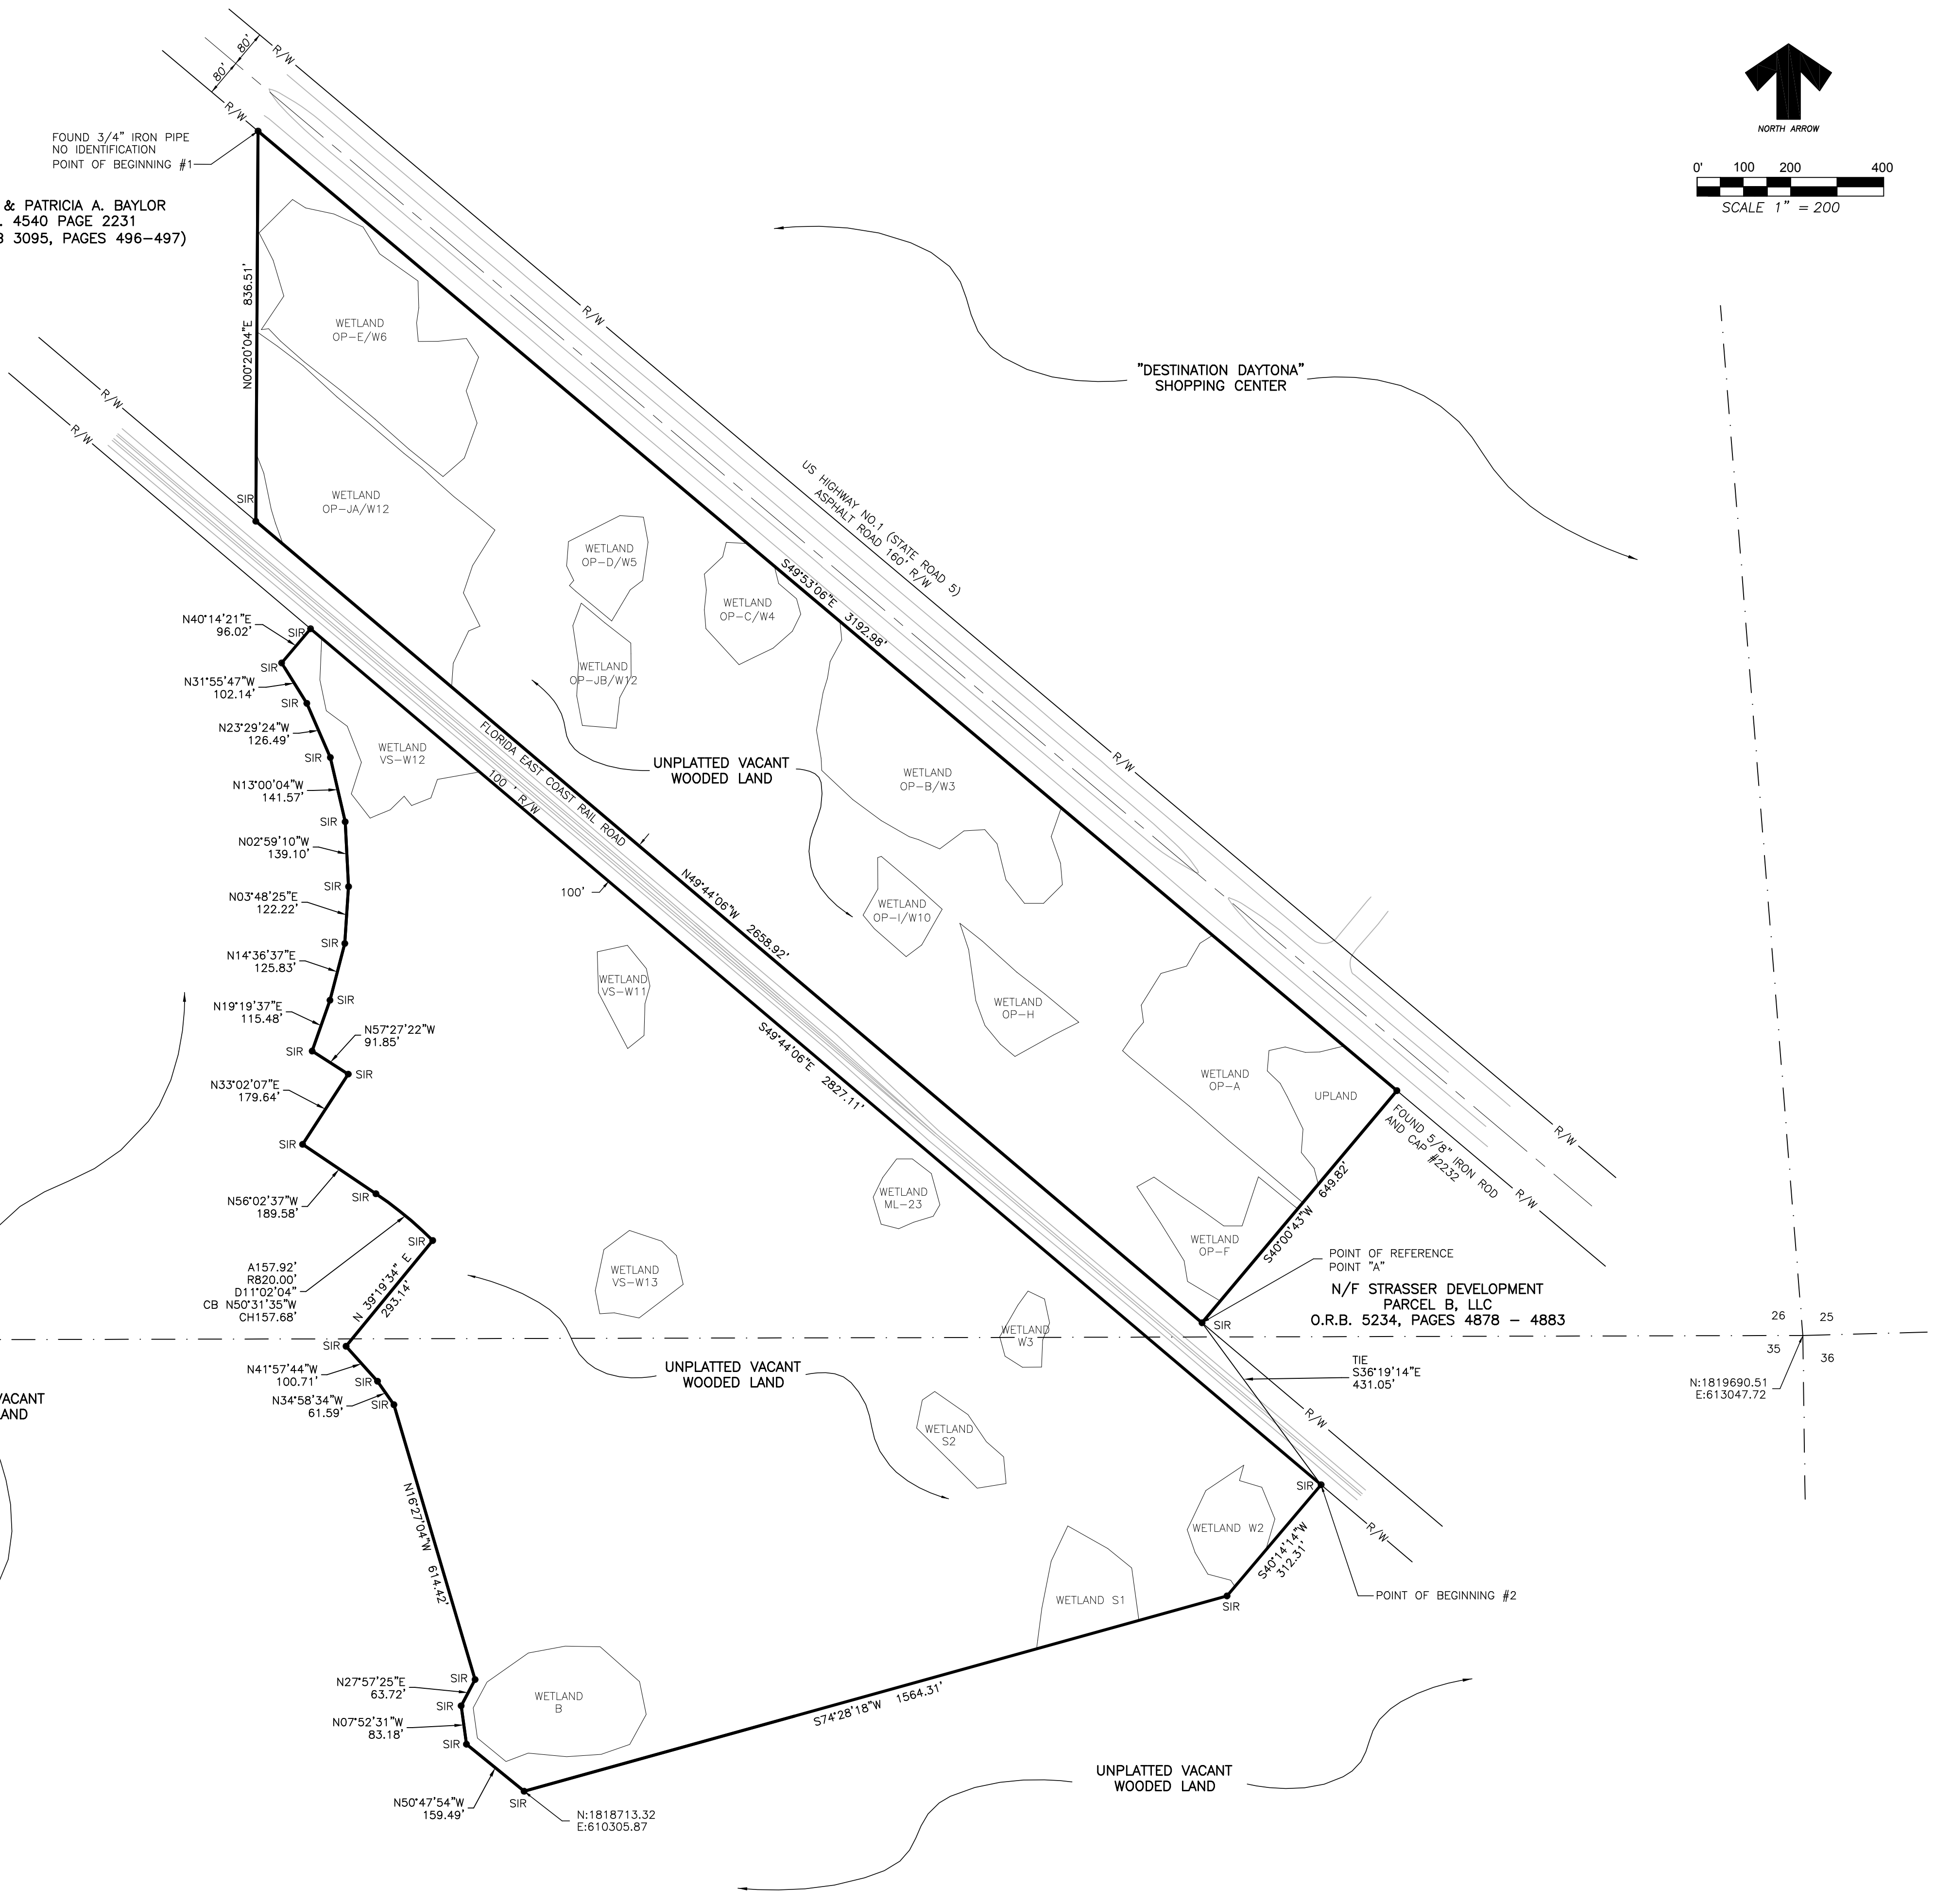 R/W
80'
80'
R/W
FOUND 3/4" IRON PIPE
NO IDENTIFICATION
POINT OF BEGINNING #1
& PATRICIA A. BAYLOR
. 4540 PAGE 2231
3095, PAGES 496-497)
NORTH ARROW
0' 100 200 400
SCALE 1" = 200
N00°20'04"E 836.51'
WETLAND
OP-E/W6
R/W
"DESTINATION DAYTONA"
SHOPPING CENTER
R/W
R/W
SIR
WETLAND
OP-JA/W12
WETLAND
OP-D/W5
WETLAND
OP-C/W4
US HIGHWAY NO.1 (STATE ROAD 5)
ASPHALT ROAD 160' R/W
S49°53'06"E 3192.98'
N40°14'21"E
96.02'
SIR
SIR
WETLAND
OP-JB/W12
N31°55'47"W
102.14'
SIR
N23°29'24"W
126.49'
SIR
WETLAND
VS-W12
FLORIDA EAST COAST RAIL ROAD
100 ' R/W
UNPLATTED VACANT
WOODED LAND
WETLAND
OP-B/W3
R/W
N13°00'04"W
141.57'
SIR
N02°59'10"W
139.10'
SIR
100'
N49°44'06"W 2658.92'
WETLAND
OP-I/W10
N03°48'25"E
122.22'
SIR
N14°36'37"E
125.83'
SIR
WETLAND
VS-W11
WETLAND
OP-H
N19°19'37"E
115.48'
SIR
N57°27'22"W
91.85'
SIR
S49°44'06"E 2827.11'
WETLAND
OP-A
UPLAND
N33°02'07"E
179.64'
SIR
FOUND 5/8" IRON ROD
AND CAP #2232
R/W
R/W
N56°02'37"W
189.58'
SIR
WETLAND
ML-23
S40°00'43"W 649.82'
SIR
WETLAND
OP-F
POINT OF REFERENCE
POINT "A"
A157.92'
R820.00'
D11°02'04"
CB N50°31'35"W
CH157.68'
N 39°19'34" E
293.14'
WETLAND
VS-W13
N/F STRASSER DEVELOPMENT
PARCEL B, LLC
O.R.B. 5234, PAGES 4878 - 4883
SIR
WETLAND
W3
26 25
35 36
SIR
N41°57'44"W
100.71'
SIR
UNPLATTED VACANT
WOODED LAND
TIE
S36°19'14"E
431.05'
N:1819690.51
E:613047.72
VACANT
AND
N34°58'34"W
61.59'
SIR
R/W
WETLAND
S2
N16°27'04"W 614.42'
SIR
WETLAND W2
R/W
S40°14'14"W
312.31'
WETLAND S1
POINT OF BEGINNING #2
SIR
SIR
N27°57'25"E
63.72'
SIR
WETLAND
B
S74°28'18"W 1564.31'
N07°52'31"W
83.18'
SIR
UNPLATTED VACANT
WOODED LAND
N50°47'54"W
159.49'
SIR
N:1818713.32
E:610305.87